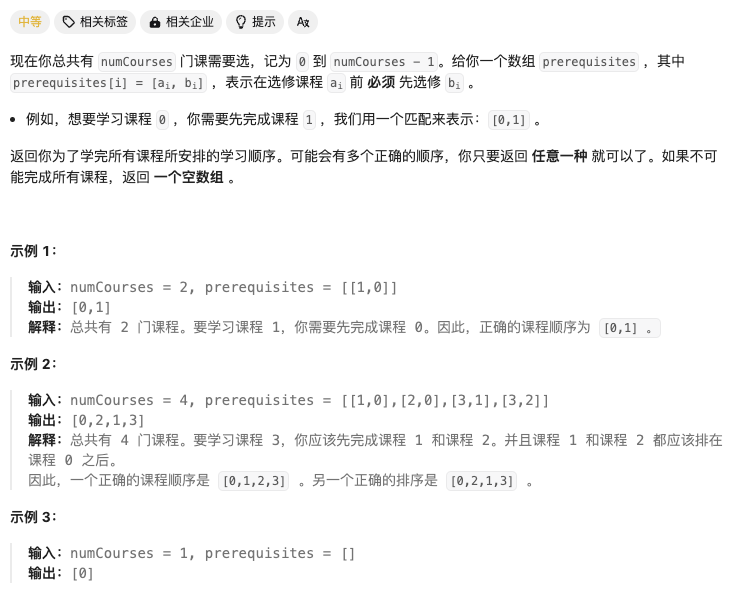 中等 相关标签 相关企业 提示 A文
现在你总共有 numCourses 门课需要选，记为 0 到 numCourses - 1。给你一个数组 prerequisites ，其中
prerequisites[i] = [ai, bi] ，表示在选修课程 ai 前 必须 先选修 bi 。
• 例如，想要学习课程 0 ，你需要先完成课程 1 ，我们用一个匹配来表示：[0,1] 。
返回你为了学完所有课程所安排的学习顺序。可能会有多个正确的顺序，你只要返回 任意一种 就可以了。如果不可
能完成所有课程，返回 一个空数组 。
示例 1：
输入：numCourses = 2, prerequisites = [[1,0]]
输出：[0,1]
解释：总共有 2 门课程。要学习课程 1，你需要先完成课程 0。因此，正确的课程顺序为 [0,1] 。
示例 2：
输入：numCourses = 4, prerequisites = [[1,0],[2,0],[3,1],[3,2]]
输出：[0,2,1,3]
解释：总共有 4 门课程。要学习课程 3，你应该先完成课程 1 和课程 2。并且课程 1 和课程 2 都应该排在
课程 0 之后。
因此，一个正确的课程顺序是 [0,1,2,3] 。另一个正确的排序是 [0,2,1,3] 。
示例 3：
输入：numCourses = 1, prerequisites = []
输出：[0]